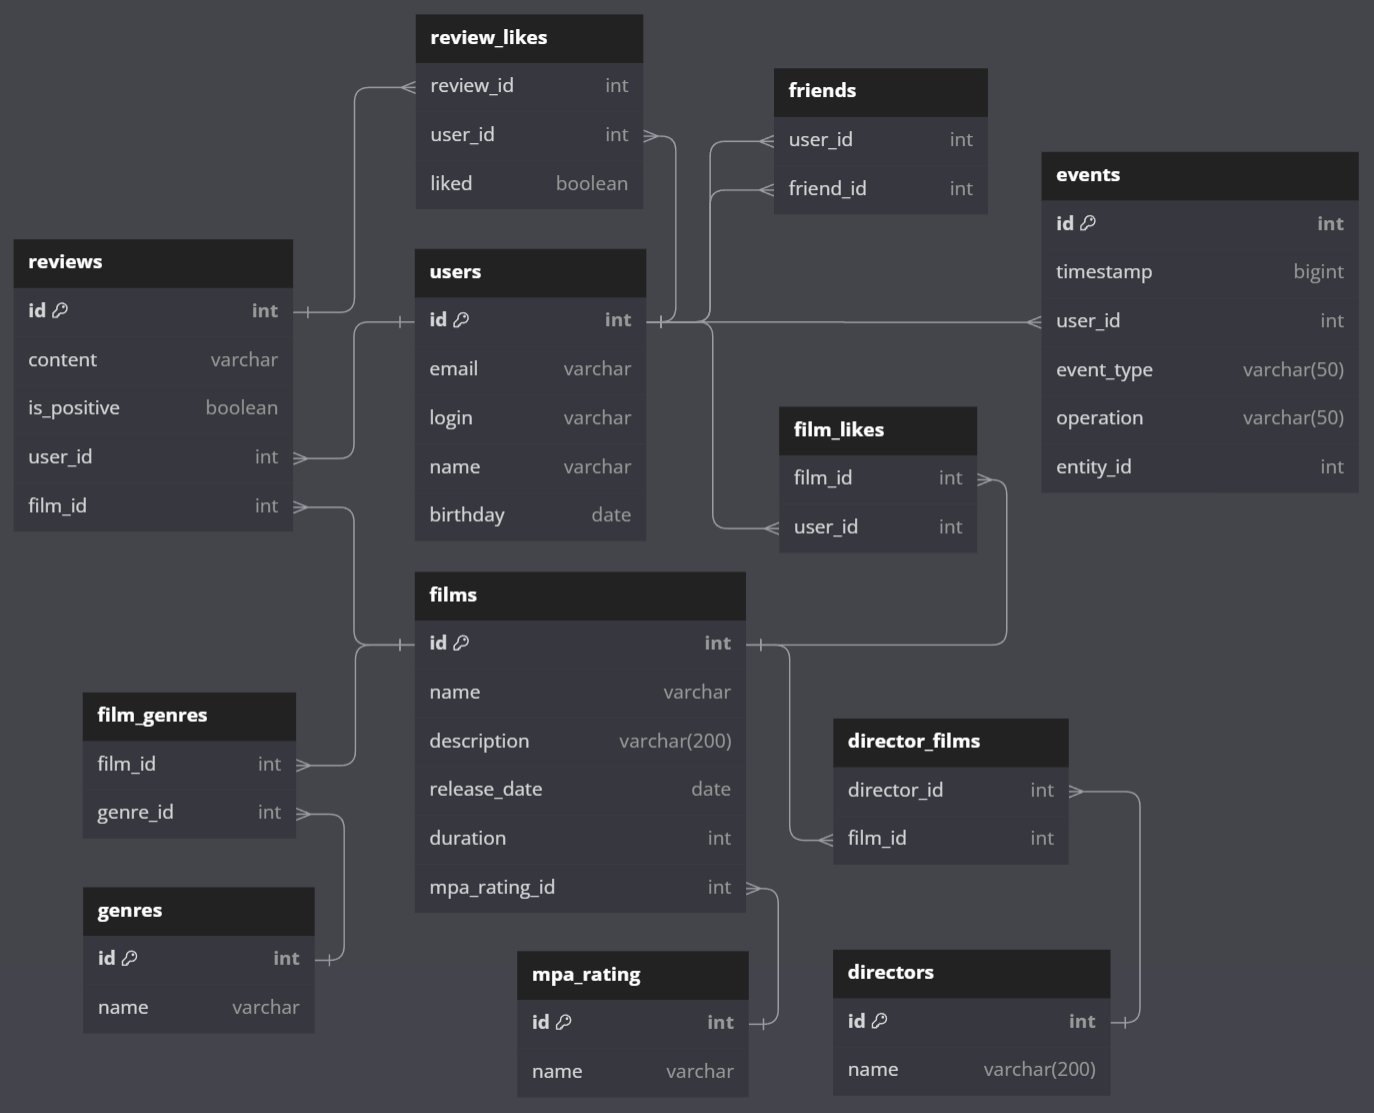 review_likes
review_id int
user_id int
liked boolean
friends
user_id int
friend_id int
events
id int
timestamp bigint
user_id int
event_type varchar(50)
operation varchar(50)
entity_id int
reviews
id int
content varchar
is_positive boolean
user_id int
film_id int
users
id int
email varchar
login varchar
name varchar
birthday date
film_likes
film_id int
user_id int
films
id int
name varchar
description varchar(200)
release_date date
duration int
mpa_rating_id int
film_genres
film_id int
genre_id int
director_films
director_id int
film_id int
genres
id int
name varchar
mpa_rating
id int
name varchar
directors
id int
name varchar(200)